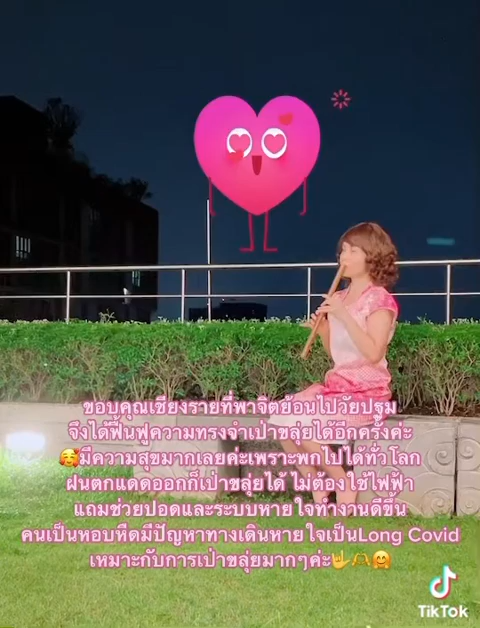 ขอบคุณเชียงรายที่พาจิตย้อนไปวัยปฐม
จึงได้ฟื้นฟูความทรงจำเป่าขลุ่ยได้อีกครั้งค่ะ
🥰มีความสุขมากเลยค่ะเพราะพกไปได้ทั่วโลก
ฝนตกแดดออกก็เป่าขลุ่ยได้ ไม่ต้องใช้ไฟฟ้า
แถมช่วยปอดและระบบหายใจทำงานดีขึ้น
คนเป็นหอบหืดมีปัญหาทางเดินหายใจเป็นLong Covid
เหมาะกับการเป่าขลุ่ยมากๆค่ะ🤟🫶🤗
TikTok